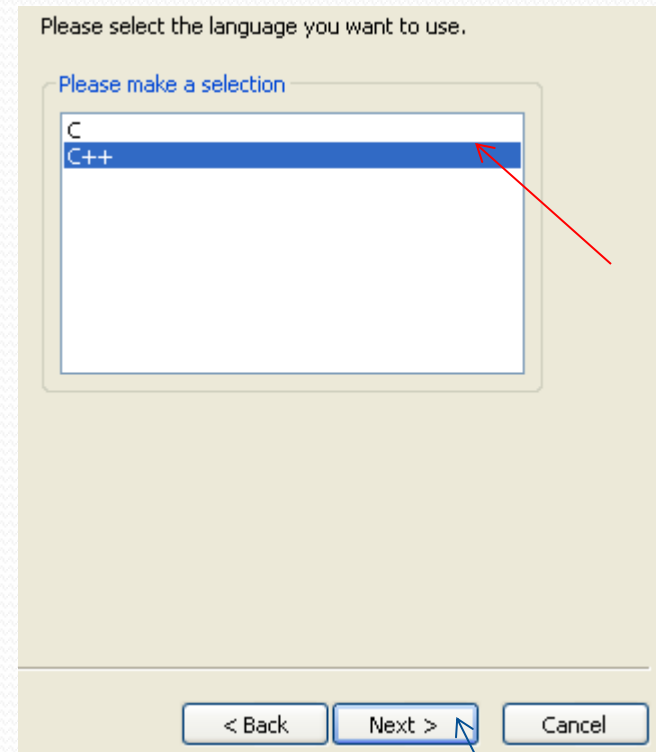 Please select the language you want to use.
Please make a selection
C
C++
< Back Next > Cancel